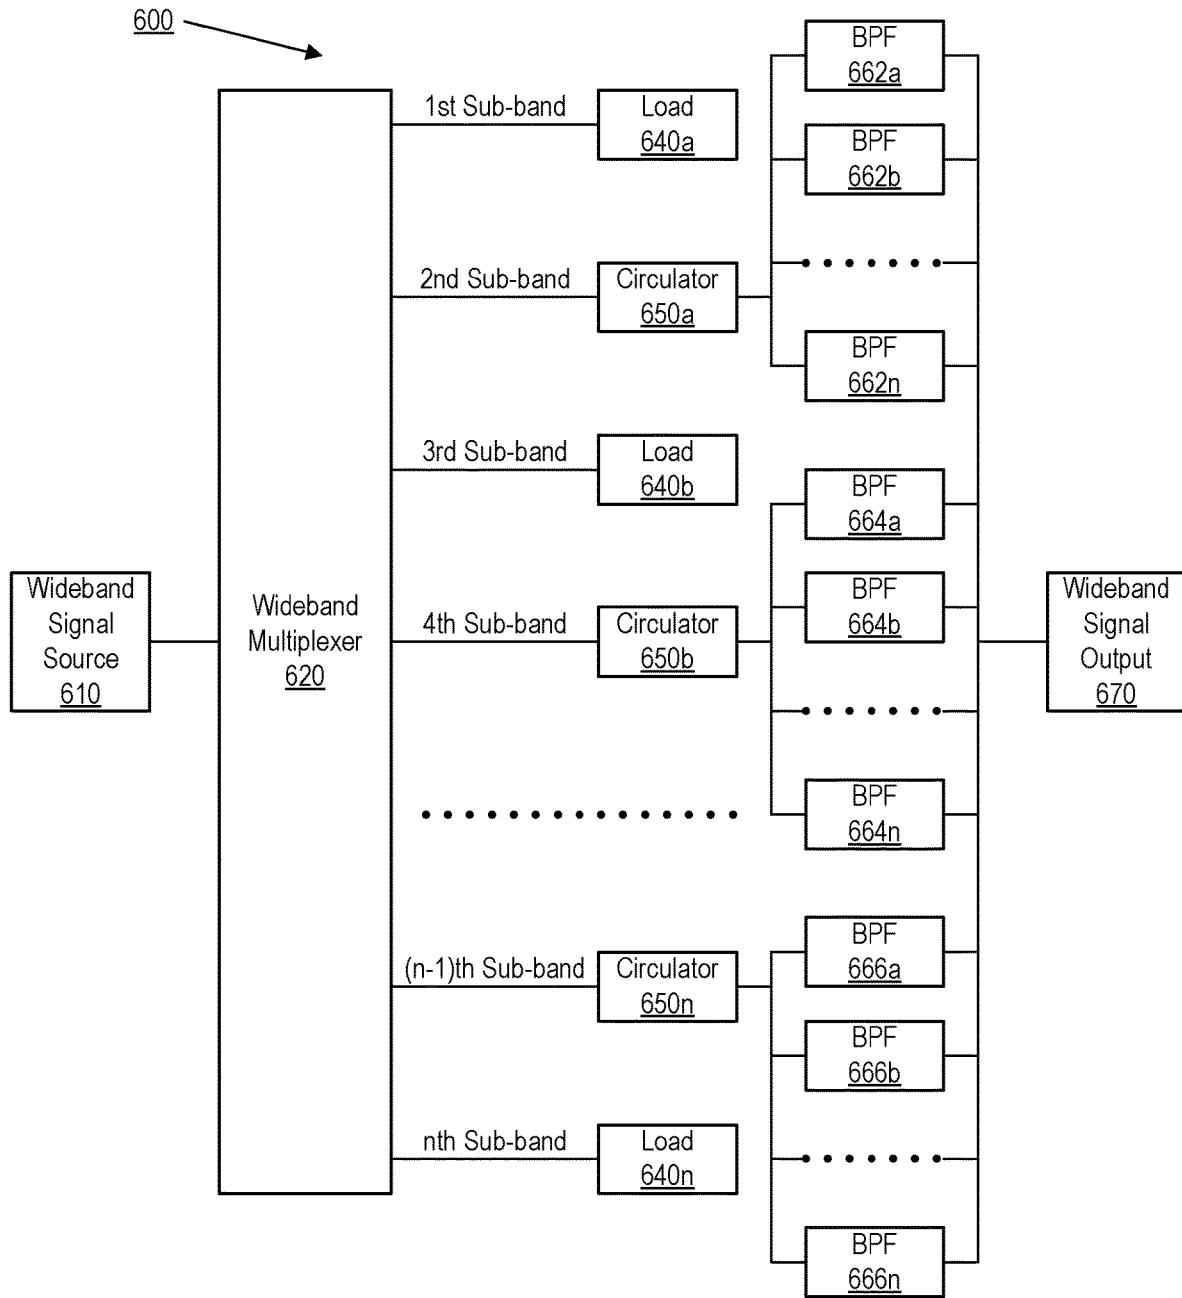 600
BPF
662a
1st Sub-band
Load
640a
BPF
662b
2nd Sub-band
Circulator
650a
BPF
662n
3rd Sub-band
Load
640b
BPF
664a
Wideband
Signal
Source
610
Wideband
Multiplexer
620
4th Sub-band
Circulator
650b
BPF
664b
Wideband
Signal
Output
670
BPF
664n
(n-1)th Sub-band
Circulator
650n
BPF
666a
BPF
666b
nth Sub-band
Load
640n
BPF
666n